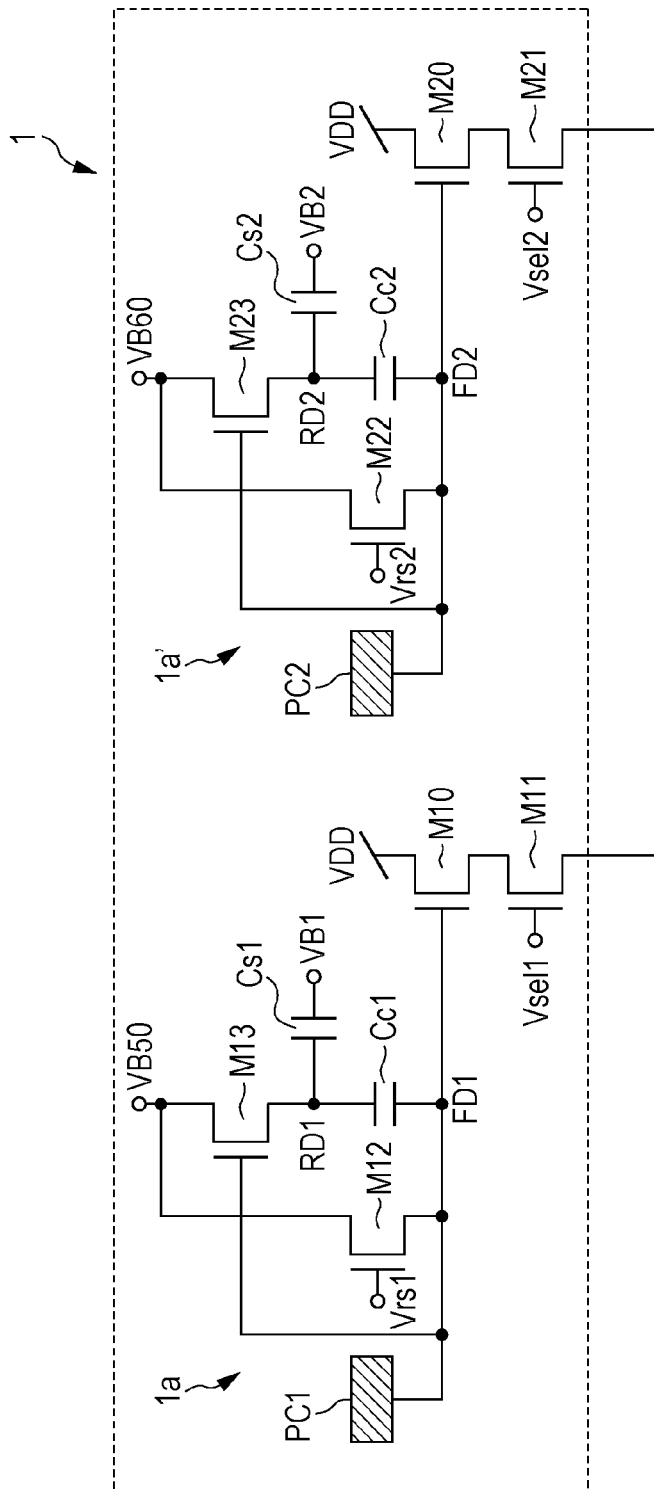 1
1a
PC1
Vrs1
M12
VB50
M13
RD1
Cs1
VB1
Cc1
FD1
VDD
M10
M11
Vsel1
1a'
PC2
Vrs2
M22
VB60
M23
RD2
Cs2
VB2
Cc2
FD2
VDD
M20
M21
Vsel2